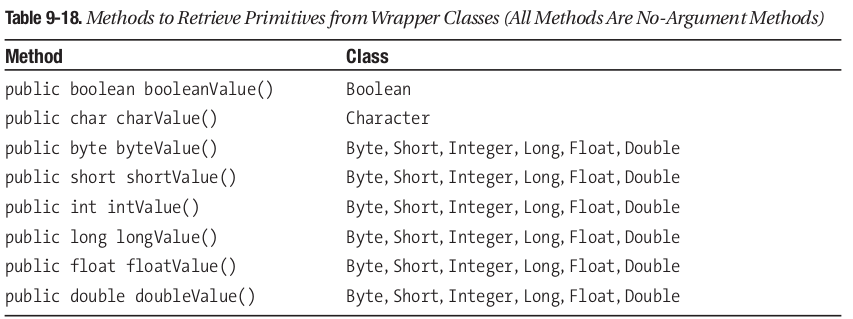 Table 9-18. Methods to Retrieve Primitives from Wrapper Classes (All Methods Are No-Argument Methods)
Method Class
public boolean booleanValue() Boolean
public char charValue() Character
public byte byteValue() Byte, Short, Integer, Long, Float, Double
public short shortValue() Byte, Short, Integer, Long, Float, Double
public int intValue() Byte, Short, Integer, Long, Float, Double
public long longValue() Byte, Short, Integer, Long, Float, Double
public float floatValue() Byte, Short, Integer, Long, Float, Double
public double doubleValue() Byte, Short, Integer, Long, Float, Double